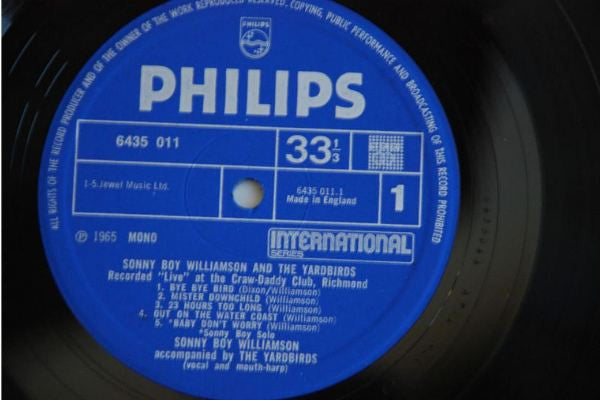 ALL RIGHTS OF THE RECORD PRODUCER AND OF THE OWNER OF THE WORK REPRODUCED RESERVED. COPYING, PUBLIC PERFORMANCE AND BROADCASTING OF THIS RECORD PROHIBITED
PHILIPS
PHILIPS
6435 011
33 1/3
1-5.Jewel Music Ltd.
6435 011.1
Made in England
1
℗ 1965 MONO
INTERNATIONAL
SERIES
SONNY BOY WILLIAMSON AND THE YARDBIRDS
Recorded "Live" at the Craw-Daddy Club, Richmond
1. BYE BYE BIRD (Dixon/Williamson)
2. MISTER DOWNCHILD (Williamson)
3. 23 HOURS TOO LONG (Williamson)
4. OUT ON THE WATER COAST (Williamson)
5. *BABY DON'T WORRY (Williamson)
*Sonny Boy Solo
SONNY BOY WILLIAMSON
accompanied by THE YARDBIRDS
(vocal and mouth-harp)